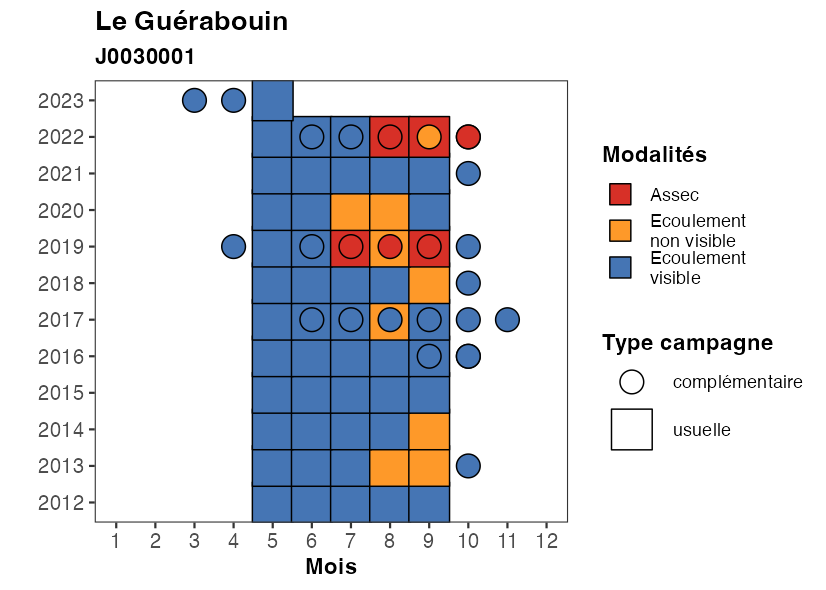 Le Guérabouin
J0030001
2023
2022
2021
2020
2019
2018
2017
2016
2015
2014
2013
2012
1 2 3 4 5 6 7 8 9 10 11 12
Mois
Modalités
Assec
Ecoulement
non visible
Ecoulement
visible
Type campagne
complémentaire
usuelle